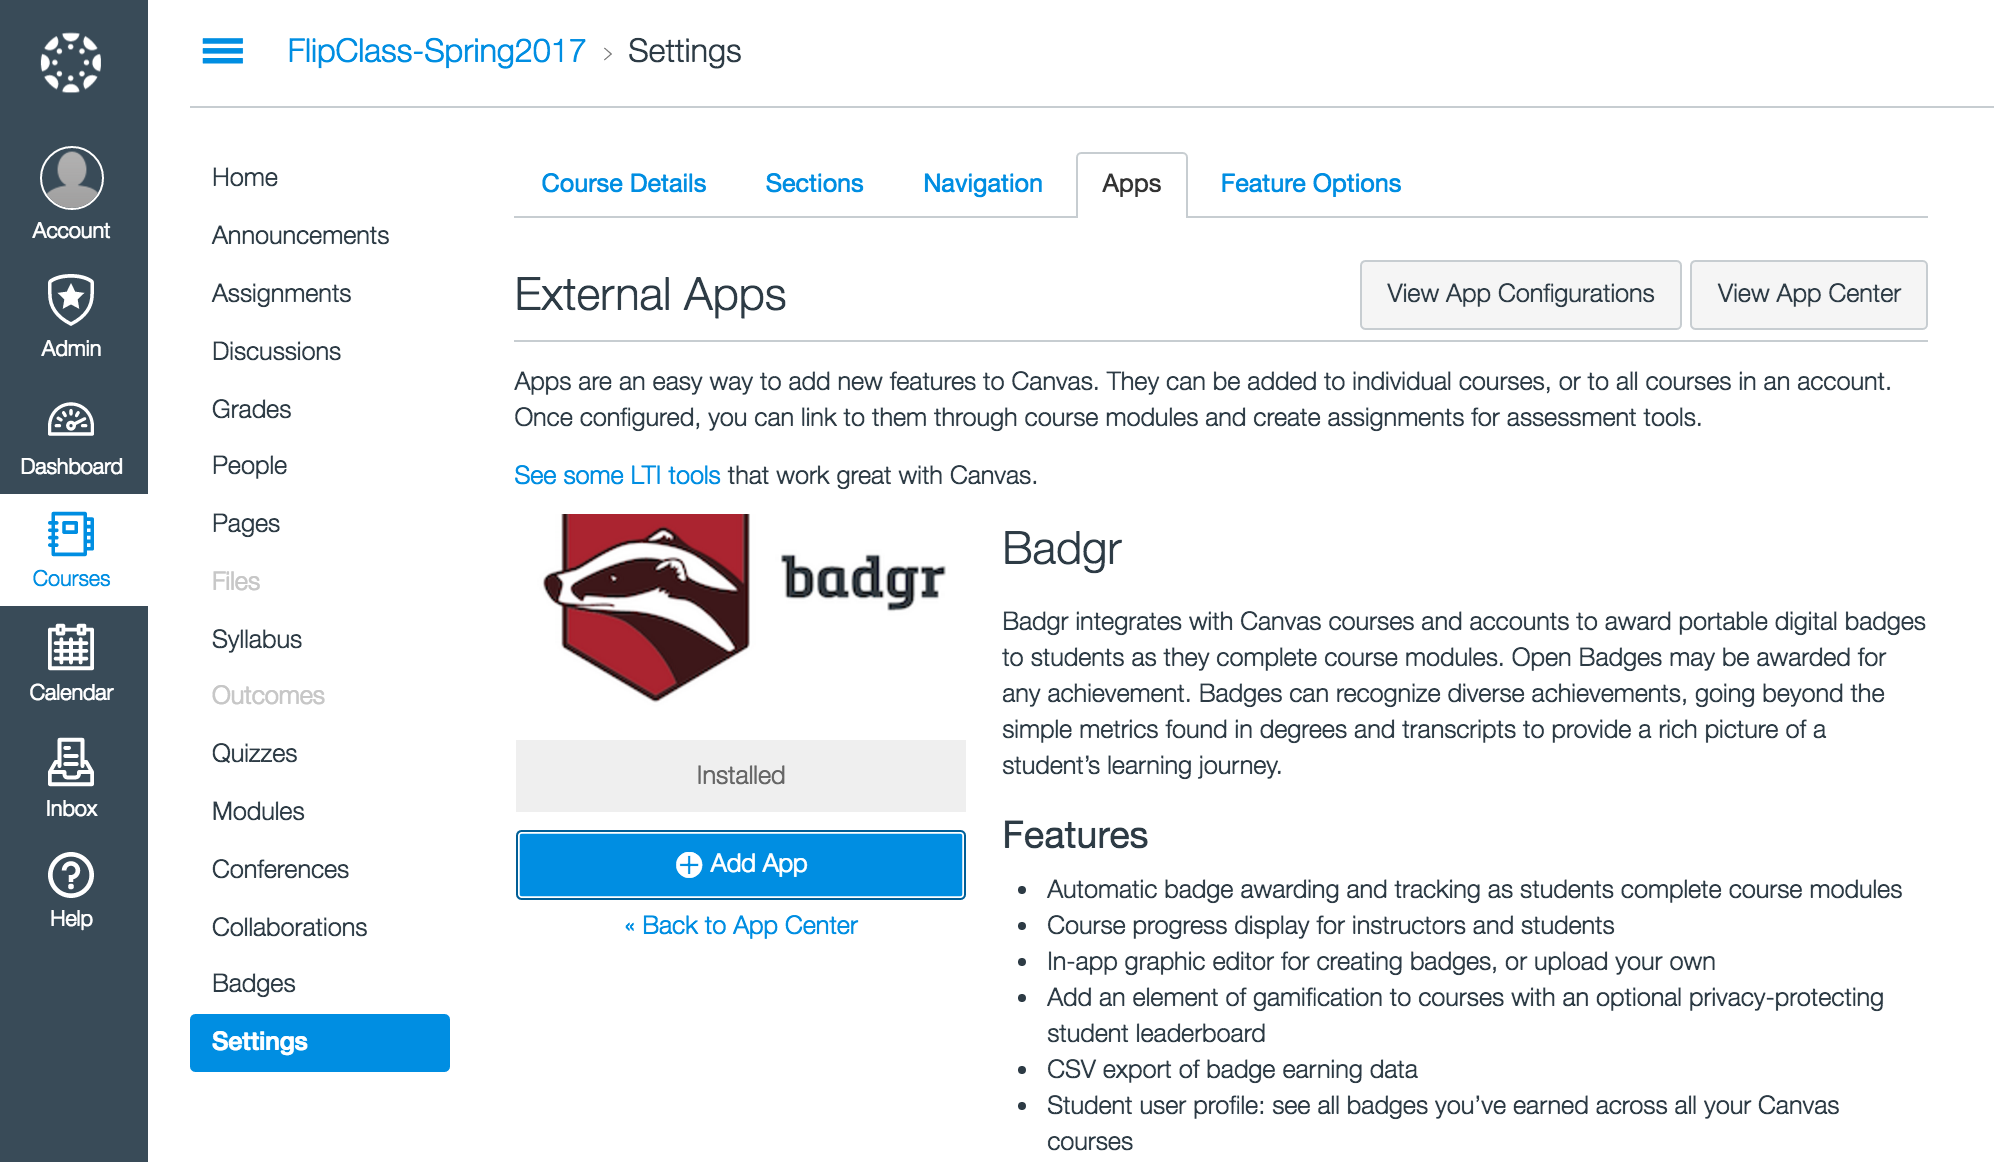 FlipClass-Spring2017 > Settings
Account
Admin
Dashboard
Courses
Calendar
Inbox
Help
Home
Announcements
Assignments
Discussions
Grades
People
Pages
Files
Syllabus
Outcomes
Quizzes
Modules
Conferences
Collaborations
Badges
Settings
Course Details Sections Navigation Apps Feature Options
External Apps View App Configurations View App Center
Apps are an easy way to add new features to Canvas. They can be added to individual courses, or to all courses in an account.
Once configured, you can link to them through course modules and create assignments for assessment tools.
See some LTI tools that work great with Canvas.
badgr
Installed
Add App
« Back to App Center
Badgr
Badgr integrates with Canvas courses and accounts to award portable digital badges
to students as they complete course modules. Open Badges may be awarded for
any achievement. Badges can recognize diverse achievements, going beyond the
simple metrics found in degrees and transcripts to provide a rich picture of a
student’s learning journey.
Features
• Automatic badge awarding and tracking as students complete course modules
• Course progress display for instructors and students
• In-app graphic editor for creating badges, or upload your own
• Add an element of gamification to courses with an optional privacy-protecting
student leaderboard
• CSV export of badge earning data
• Student user profile: see all badges you’ve earned across all your Canvas
courses